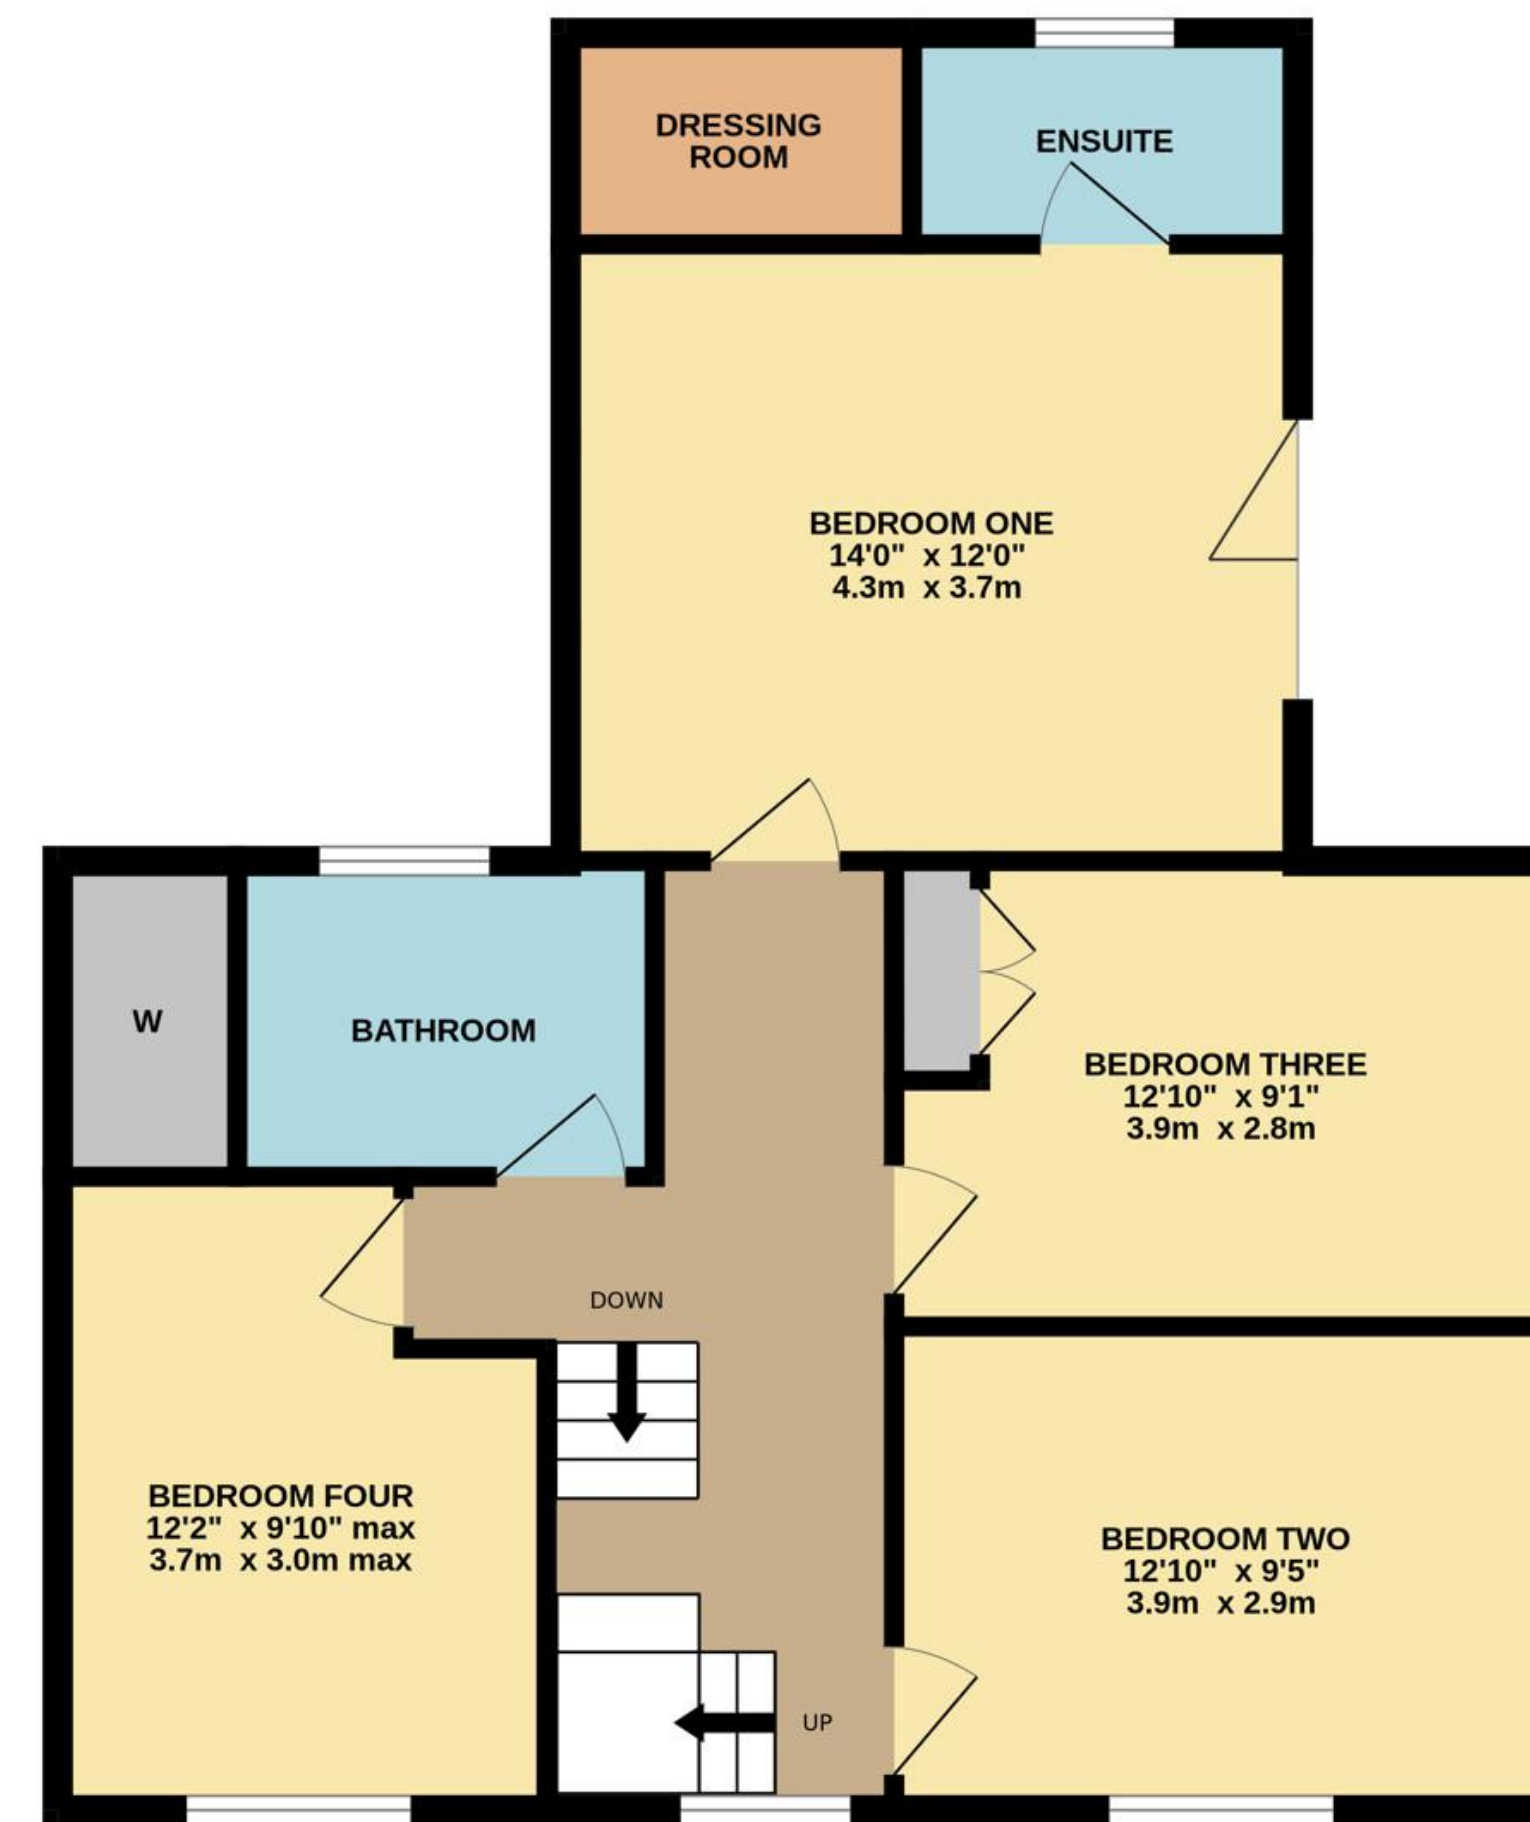 DRESSING
ROOM
ENSUITE
BEDROOM ONE
14'0"  x 12'0"
4.3m  x 3.7m
W
BATHROOM
BEDROOM THREE
12'10"  x 9'1"
3.9m  x 2.8m
DOWN
BEDROOM FOUR
12'2"  x 9'10" max
3.7m  x 3.0m max
BEDROOM TWO
12'10"  x 9'5"
3.9m  x 2.9m
UP